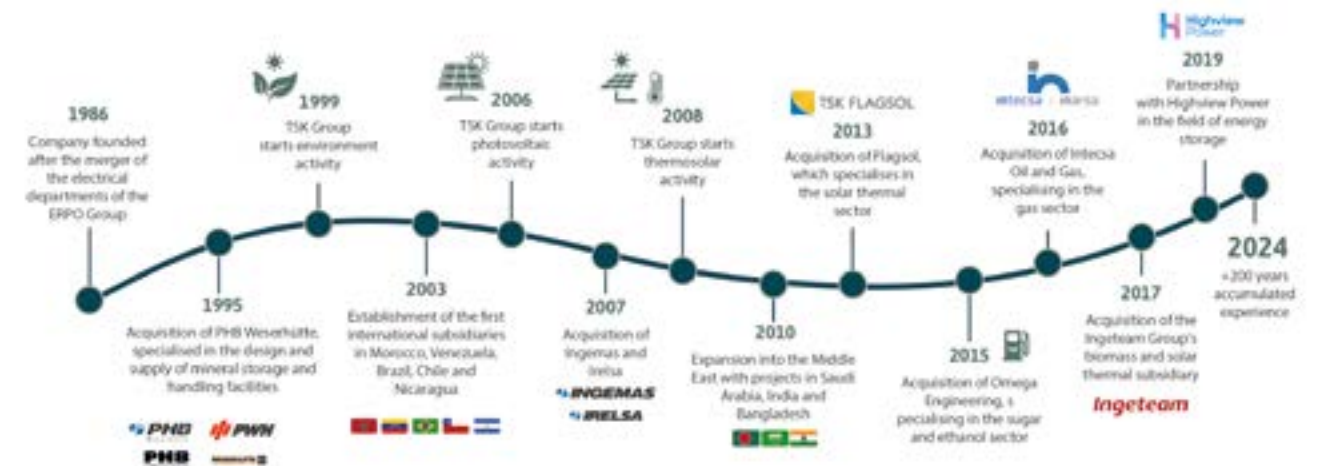 1986
Company founded
after the merger of
the electrical
departments of the
ERPO Group
1995
Acquisition of PHB Weserhütte,
specialised in the design and
supply of mineral storage and
handling facilities
PHB
PWH
PHB
1999
TSK Group
starts environment
activity
2003
Establishment of the first
international subsidiaries
in Morocco, Venezuela,
Brazil, Chile and
Nicaragua
2006
TSK Group starts
photovoltaic
activity
2007
Acquisition of
Ingemas and
Irelsa
INGEMAS
IRELSA
2008
TSK Group starts
thermosolar
activity
2010
Expansion into the Middle
East with projects in Saudi
Arabia, India and
Bangladesh
TSK FLAGSOL
2013
Acquisition of Flagsol,
which specialises in
the solar thermal
sector
2015
Acquisition of Omega
Engineering, s
pecialising in the sugar
and ethanol sector
in
intecsa
2016
Acquisition of Intecsa
Oil and Gas,
specialising in the
gas sector
2017
Acquisition of the
Ingeteam Group's
biomass and solar
thermal subsidiary
Ingeteam
Highview
Power
2019
Partnership
with Highview Power
in the field of energy
storage
2024
+200 years
accumulated
experience